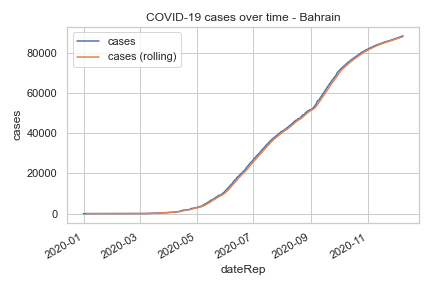 COVID-19 cases over time - Bahrain
cases
cases (rolling)
80000
60000
40000
20000
0
cases
2020-01
2020-03
2020-05
2020-07
2020-09
2020-11
dateRep